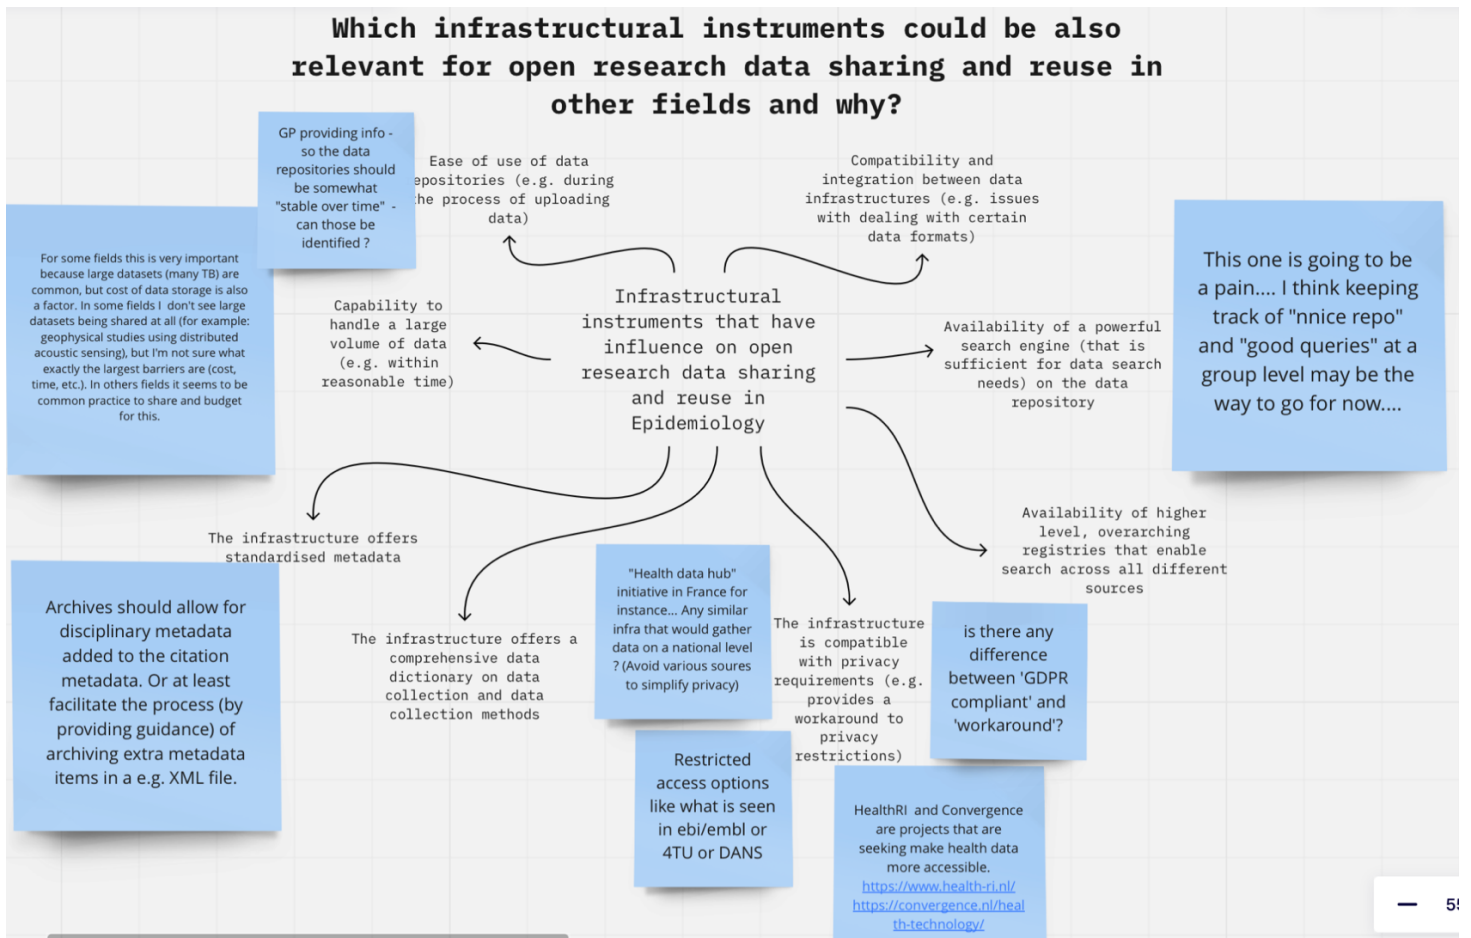 Which infrastructural instruments could be also
relevant for open research data sharing and reuse in
other fields and why?
GP providing info -
so the data
repositories should
be somewhat
"stable over time" -
can those be
identified ?
Ease of use of data
epositories (e.g. during
he process of uploading
data)
Compatibility and
integration between data
infrastructures (e.g. issues
with dealing with certain
data formats)
For some fields this is very important
because large datasets (many TB) are
common, but cost of data storage is also
a factor. In some fields I don't see large
datasets being shared at all (for example:
geophysical studies using distributed
acoustic sensing), but I'm not sure what
exactly the largest barriers are (cost,
time, etc.). In others fields it seems to be
common practice to share and budget
for this.
Capability to
handle a large
volume of data
(e.g. within
reasonable time)
Infrastructural
instruments that have
influence on open
research data sharing
and reuse in
Epidemiology
Availability of a powerful
search engine (that is
sufficient for data search
needs) on the data
repository
This one is going to be
a pain.... I think keeping
track of "nnice repo"
and "good queries" at a
group level may be the
way to go for now....
The infrastructure offers
standardised metadata
Availability of higher
level, overarching
registries that enable
search across all different
sources
Archives should allow for
disciplinary metadata
added to the citation
metadata. Or at least
facilitate the process (by
providing guidance) of
archiving extra metadata
items in a e.g. XML file.
The infrastructure offers a
comprehensive data
dictionary on data
collection and data
collection methods
"Health data hub"
initiative in France for
instance... Any similar
infra that would gather
data on a national level
? (Avoid various soures
to simplify privacy)
The infrastructure
is compatible
with privacy
requirements (e.g.
provides a
workaround to
privacy
restrictions)
is there any
difference
between 'GDPR
compliant' and
'workaround'?
Restricted
access options
like what is seen
in ebi/embl or
4TU or DANS
HealthRI and Convergence
are projects that are
seeking make health data
more accessible.
https://www.health-ri.nl/
https://convergence.nl/heal
th-technology/
— 55